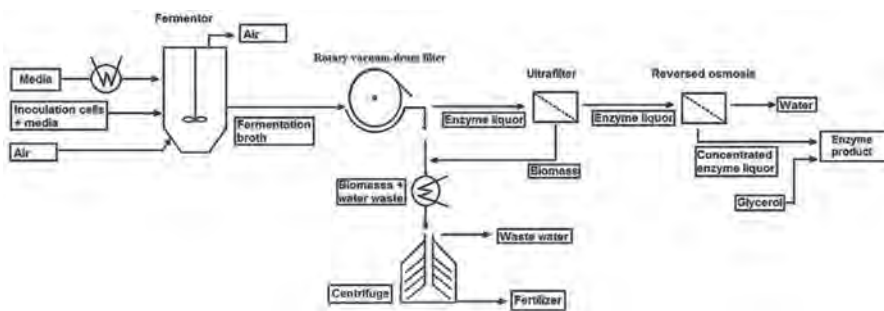 Fermentor
Air
Rotary vacuum-drum filter
Ultrafilter
Reversed osmosis
Media
Inoculation cells
+ media
Air
Fermentation
broth
Enzyme liquor
Enzyme liquor
Water
Biomass
Concentrated
enzyme liquor
Enzyme
product
Glycerol
Biomass +
water waste
Waste water
Centrifuge
Fertilizer